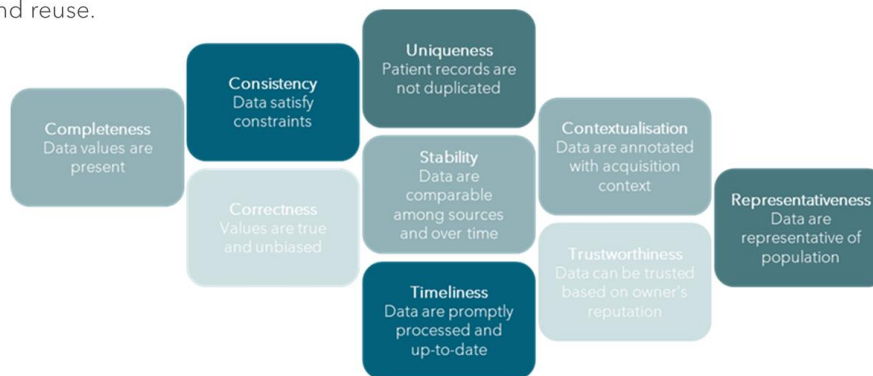 nd reuse.
Completeness
Data values are
present
Consistency
Data satisfy
constraints
Correctness
Values are true
and unbiased
Uniqueness
Patient records are
not duplicated
Stability
Data are
comparable
among sources
and over time
Timeliness
Data are promptly
processed and
up-to-date
Contextualisation
Data are annotated
with acquisition
context
Trustworthiness
Data can be trusted
based on owner's
reputation
Representativeness
Data are
representative of
population